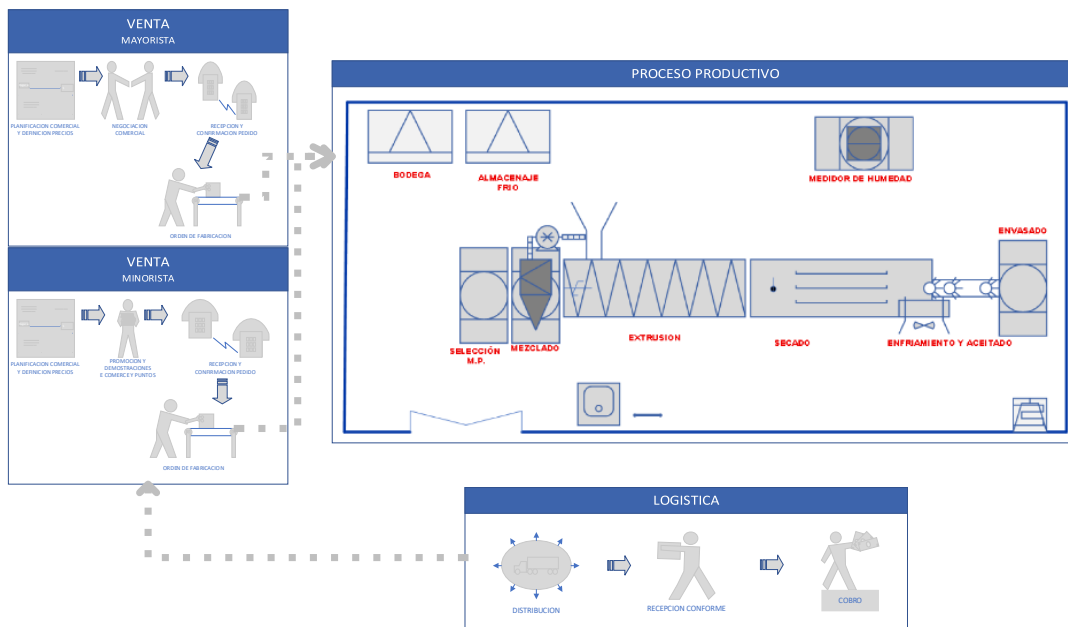 VENTA
MAYORISTA
PLANIFICACION COMERCIAL
Y DEFINICION PRECIOS
NEGOCIACION
COMERCIAL
RECEPCION Y
CONFIRMACION PEDIDO
ORDEN DE FABRICACION
VENTA
MINORISTA
PLANIFICACION COMERCIAL
Y DEFINICION PRECIOS
PROMOCION Y
DEMOSTRACIONES
E COMERCE Y PUNTOS
RECEPCION Y
CONFIRMACION PEDIDO
ORDEN DE FABRICACION
PROCESO PRODUCTIVO
BODEGA
ALMACENAJE
FRIO
MEDIDOR DE HUMEDAD
ENVASADO
SELECCIÓN
M.P.
MEZCLADO
EXTRUSION
SECADO
ENFRIAMIENTO Y ACEITADO
LOGISTICA
DISTRIBUCION
RECEPCION CONFORME
COBRO